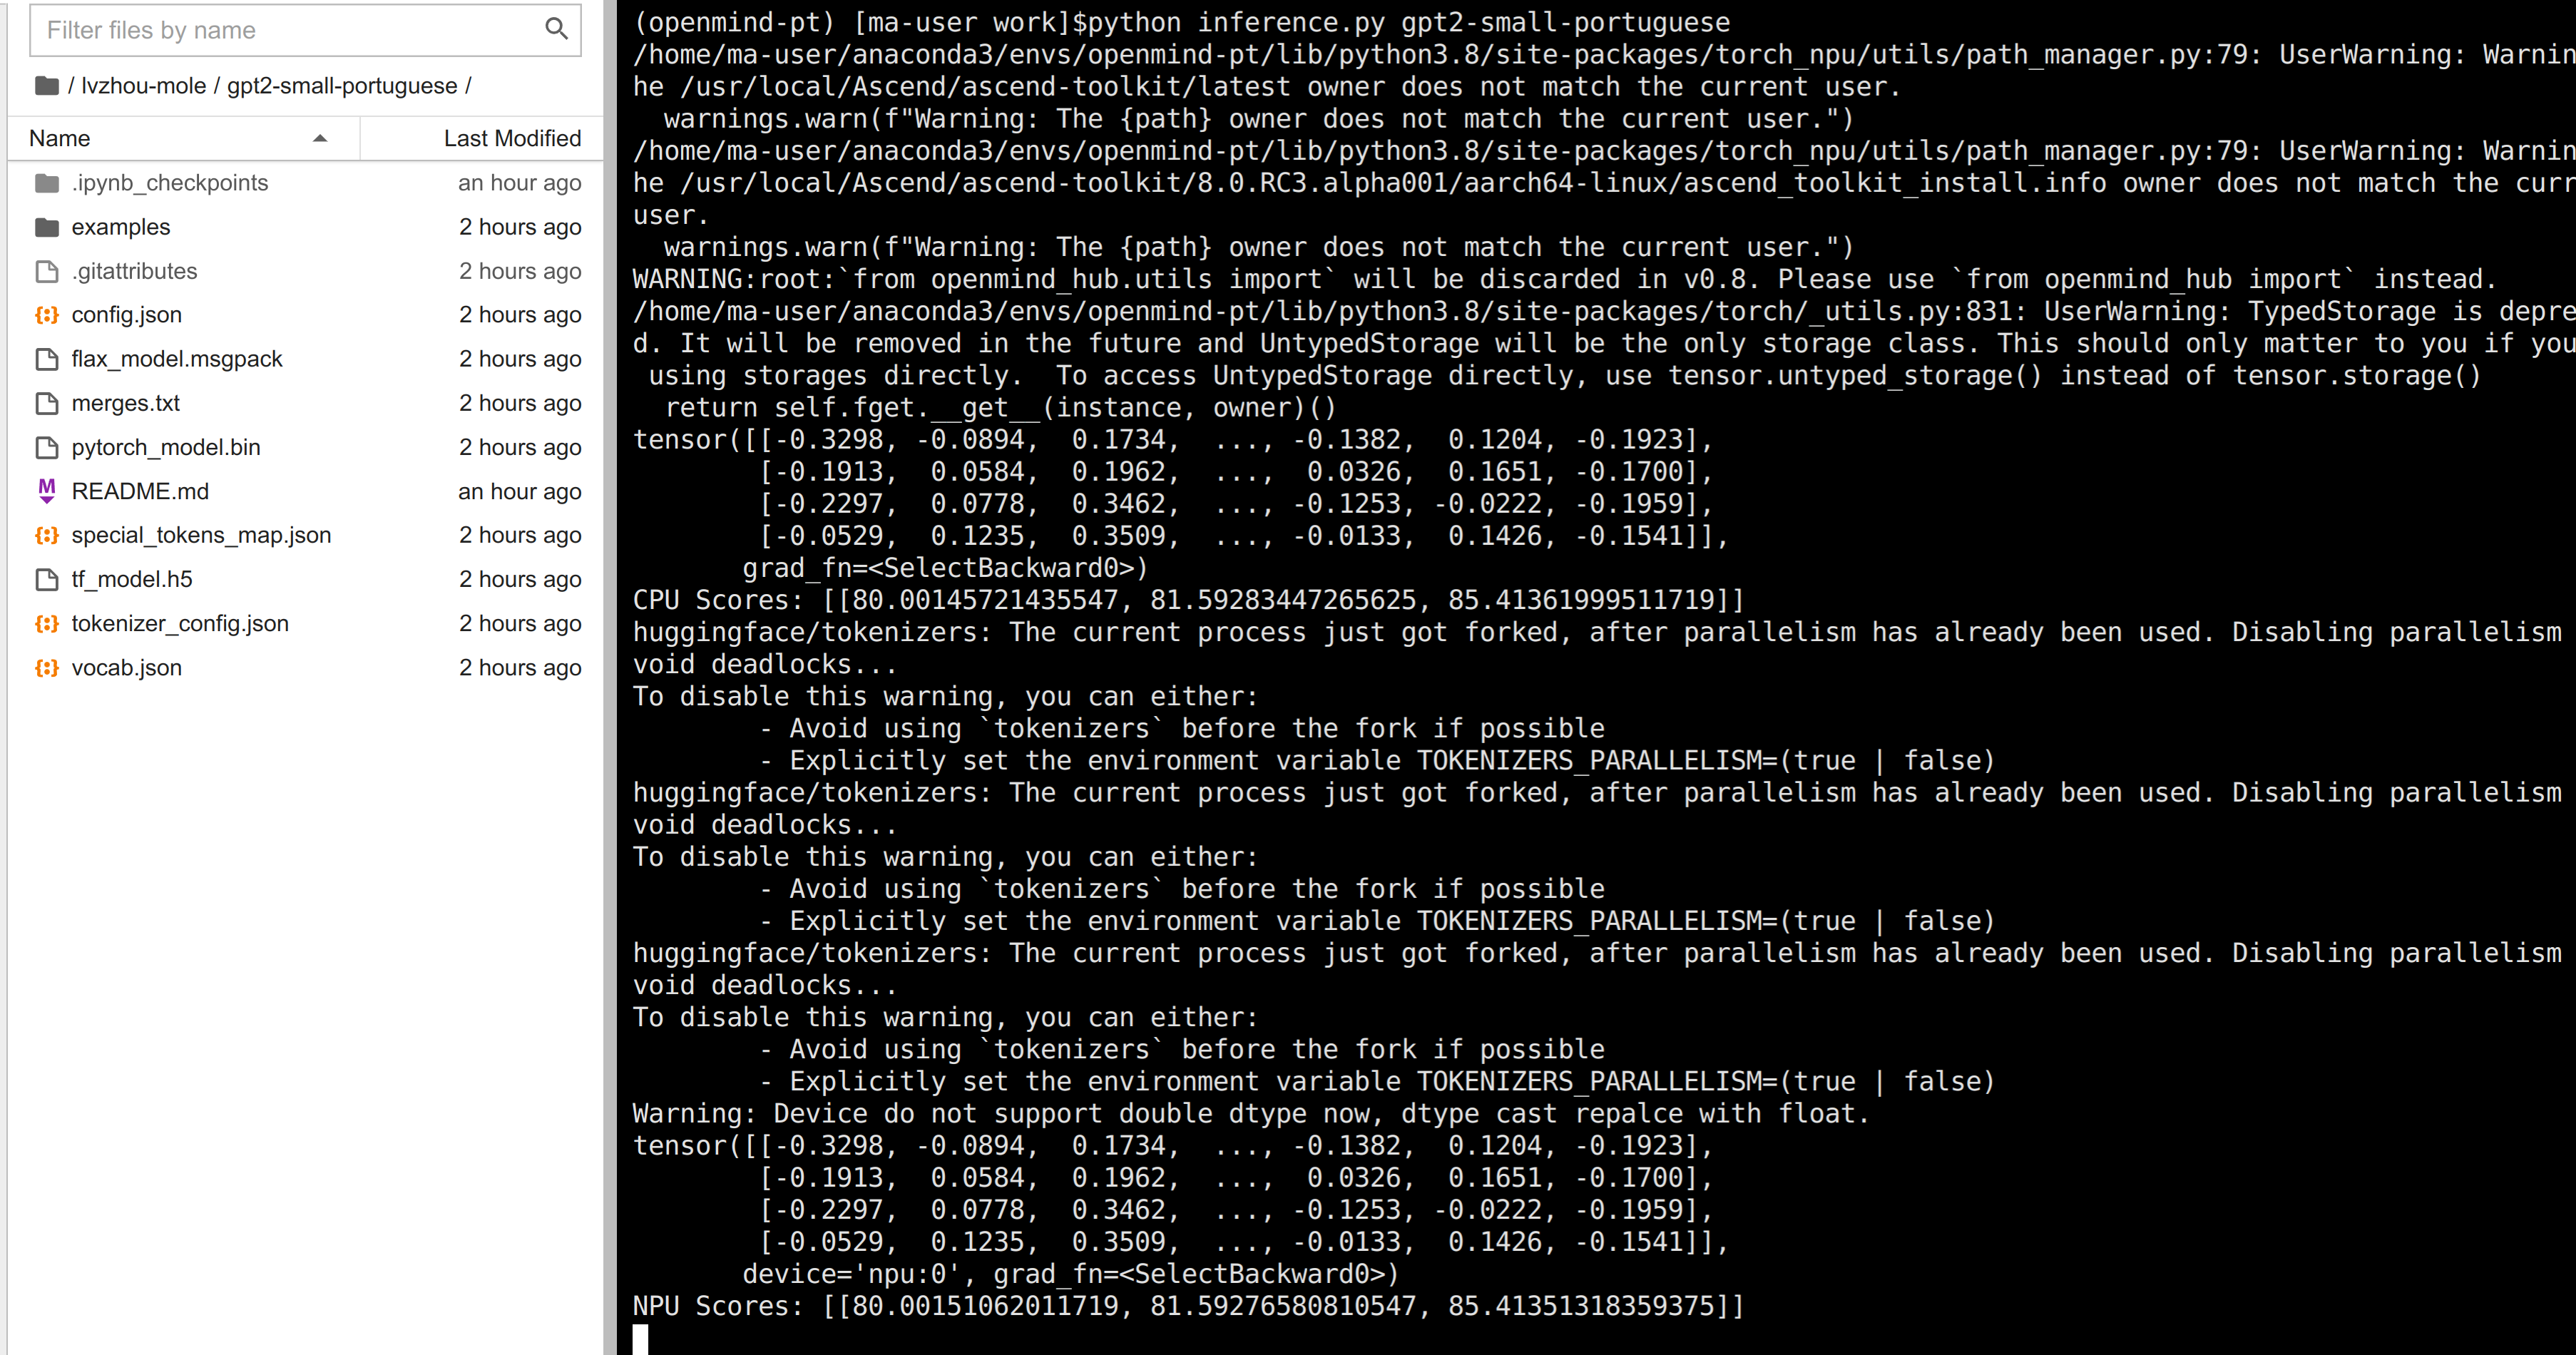 Filter files by name
/ lvzhou-mole / gpt2-small-portuguese /
Name Last Modified
.ipynb_checkpoints an hour ago
examples 2 hours ago
.gitattributes 2 hours ago
config.json 2 hours ago
flax_model.msgpack 2 hours ago
merges.txt 2 hours ago
pytorch_model.bin 2 hours ago
README.md an hour ago
special_tokens_map.json 2 hours ago
tf_model.h5 2 hours ago
tokenizer_config.json 2 hours ago
vocab.json 2 hours ago
(openmind-pt) [ma-user work]$python inference.py gpt2-small-portuguese
/home/ma-user/anaconda3/envs/openmind-pt/lib/python3.8/site-packages/torch_npu/utils/path_manager.py:79: UserWarning: Warnin
he /usr/local/Ascend/ascend-toolkit/latest owner does not match the current user.
warnings.warn(f"Warning: The {path} owner does not match the current user.")
/home/ma-user/anaconda3/envs/openmind-pt/lib/python3.8/site-packages/torch_npu/utils/path_manager.py:79: UserWarning: Warnin
he /usr/local/Ascend/ascend-toolkit/8.0.RC3.alpha001/aarch64-linux/ascend_toolkit_install.info owner does not match the curr
user.
warnings.warn(f"Warning: The {path} owner does not match the current user.")
WARNING:root:`from openmind_hub.utils import` will be discarded in v0.8. Please use `from openmind_hub import` instead.
/home/ma-user/anaconda3/envs/openmind-pt/lib/python3.8/site-packages/torch/_utils.py:831: UserWarning: TypedStorage is depre
d. It will be removed in the future and UntypedStorage will be the only storage class. This should only matter to you if you
using storages directly.  To access UntypedStorage directly, use tensor.untyped_storage() instead of tensor.storage()
return self.fget.__get__(instance, owner)()
tensor([[-0.3298, -0.0894,  0.1734,  ..., -0.1382,  0.1204, -0.1923],
[-0.1913,  0.0584,  0.1962,  ...,  0.0326,  0.1651, -0.1700],
[-0.2297,  0.0778,  0.3462,  ..., -0.1253, -0.0222, -0.1959],
[-0.0529,  0.1235,  0.3509,  ..., -0.0133,  0.1426, -0.1541]],
grad_fn=<SelectBackward0>)
CPU Scores: [[80.00145721435547, 81.59283447265625, 85.41361999511719]]
huggingface/tokenizers: The current process just got forked, after parallelism has already been used. Disabling parallelism
void deadlocks...
To disable this warning, you can either:
- Avoid using `tokenizers` before the fork if possible
- Explicitly set the environment variable TOKENIZERS_PARALLELISM=(true | false)
huggingface/tokenizers: The current process just got forked, after parallelism has already been used. Disabling parallelism
void deadlocks...
To disable this warning, you can either:
- Avoid using `tokenizers` before the fork if possible
- Explicitly set the environment variable TOKENIZERS_PARALLELISM=(true | false)
huggingface/tokenizers: The current process just got forked, after parallelism has already been used. Disabling parallelism
void deadlocks...
To disable this warning, you can either:
- Avoid using `tokenizers` before the fork if possible
- Explicitly set the environment variable TOKENIZERS_PARALLELISM=(true | false)
Warning: Device do not support double dtype now, dtype cast repalce with float.
tensor([[-0.3298, -0.0894,  0.1734,  ..., -0.1382,  0.1204, -0.1923],
[-0.1913,  0.0584,  0.1962,  ...,  0.0326,  0.1651, -0.1700],
[-0.2297,  0.0778,  0.3462,  ..., -0.1253, -0.0222, -0.1959],
[-0.0529,  0.1235,  0.3509,  ..., -0.0133,  0.1426, -0.1541]],
device='npu:0', grad_fn=<SelectBackward0>)
NPU Scores: [[80.00151062011719, 81.59276580810547, 85.41351318359375]]